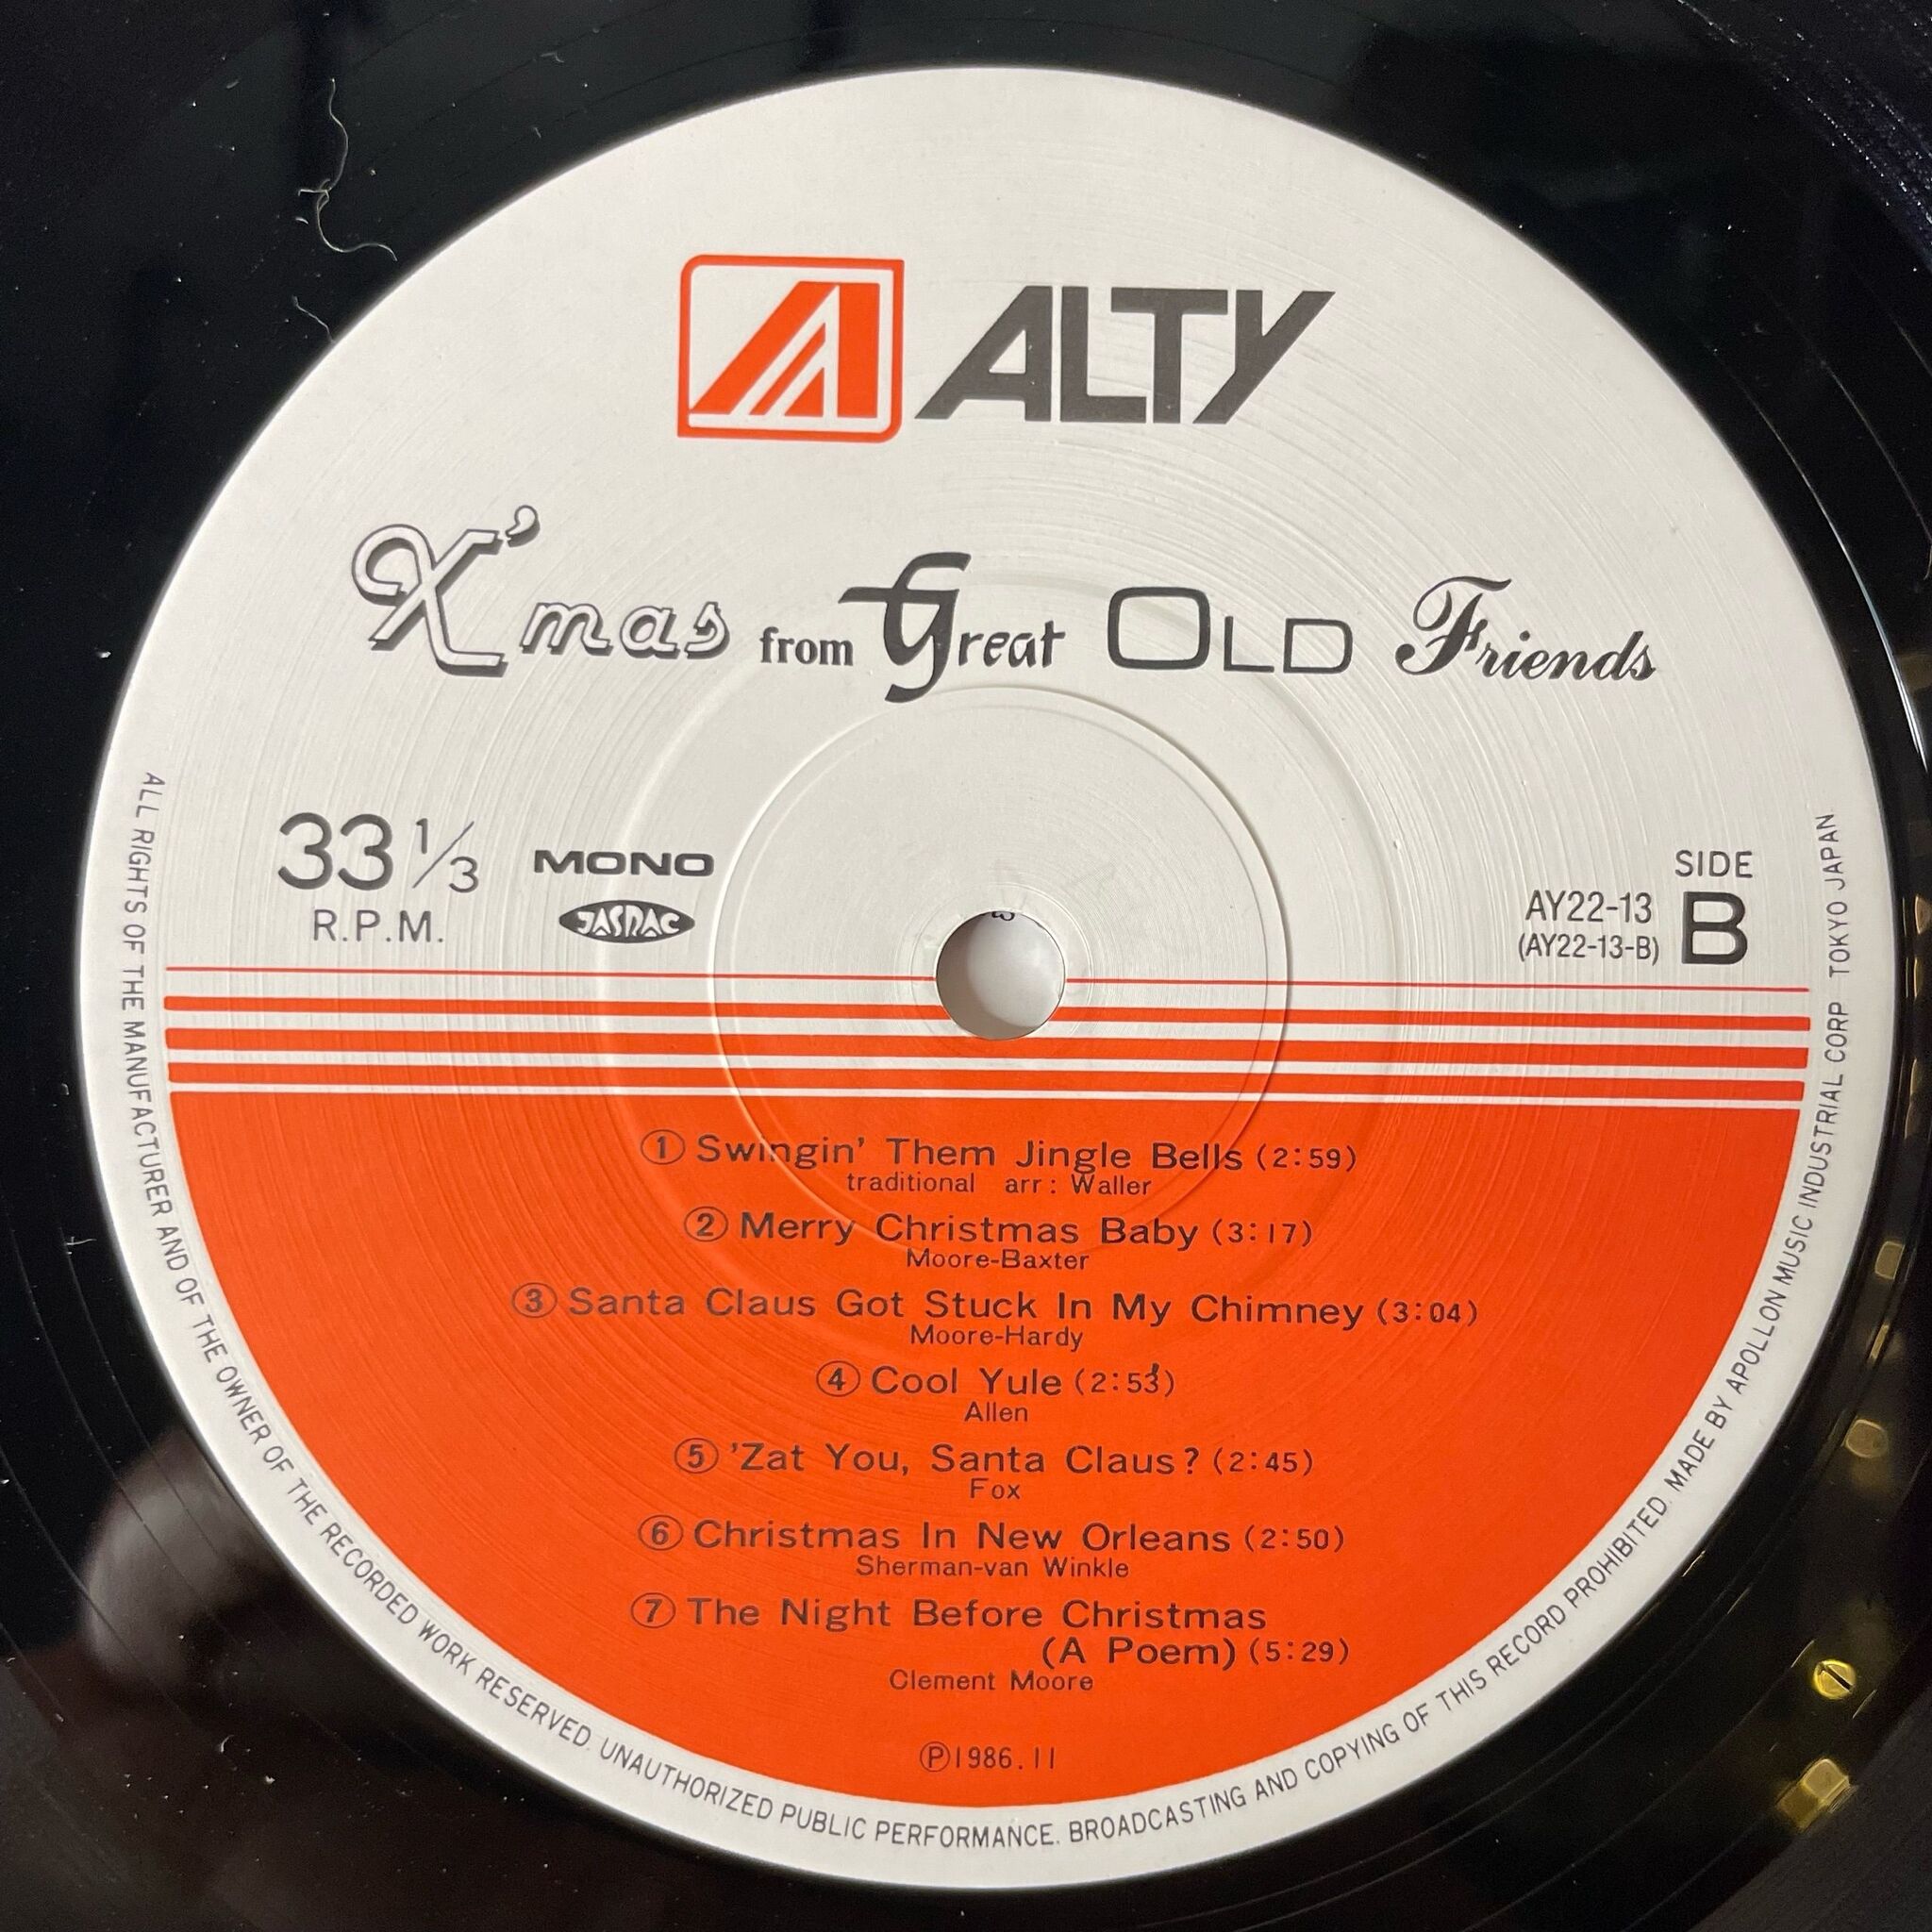 ALTY
X'mas from Great OLD Friends
33 1/3
R.P.M.
MONO
JASRAC
SIDE
B
AY22-13
(AY22-13-B)
① Swingin' Them Jingle Bells (2:59)
traditional arr: Waller
② Merry Christmas Baby (3:17)
Moore-Baxter
③ Santa Claus Got Stuck In My Chimney (3:04)
Moore-Hardy
④ Cool Yule (2:53)
Allen
⑤ 'Zat You, Santa Claus? (2:45)
Fox
⑥ Christmas In New Orleans (2:50)
Sherman-van Winkle
⑦ The Night Before Christmas
(A Poem) (5:29)
Clement Moore
Ⓟ1986.11
ALL RIGHTS OF THE MANUFACTURER AND OF THE OWNER OF THE RECORDED WORK RESERVED. UNAUTHORIZED PUBLIC PERFORMANCE. BROADCASTING AND COPYING OF THIS RECORD PROHIBITED. MADE BY APOLLON MUSIC INDUSTRIAL CORP TOKYO JAPAN